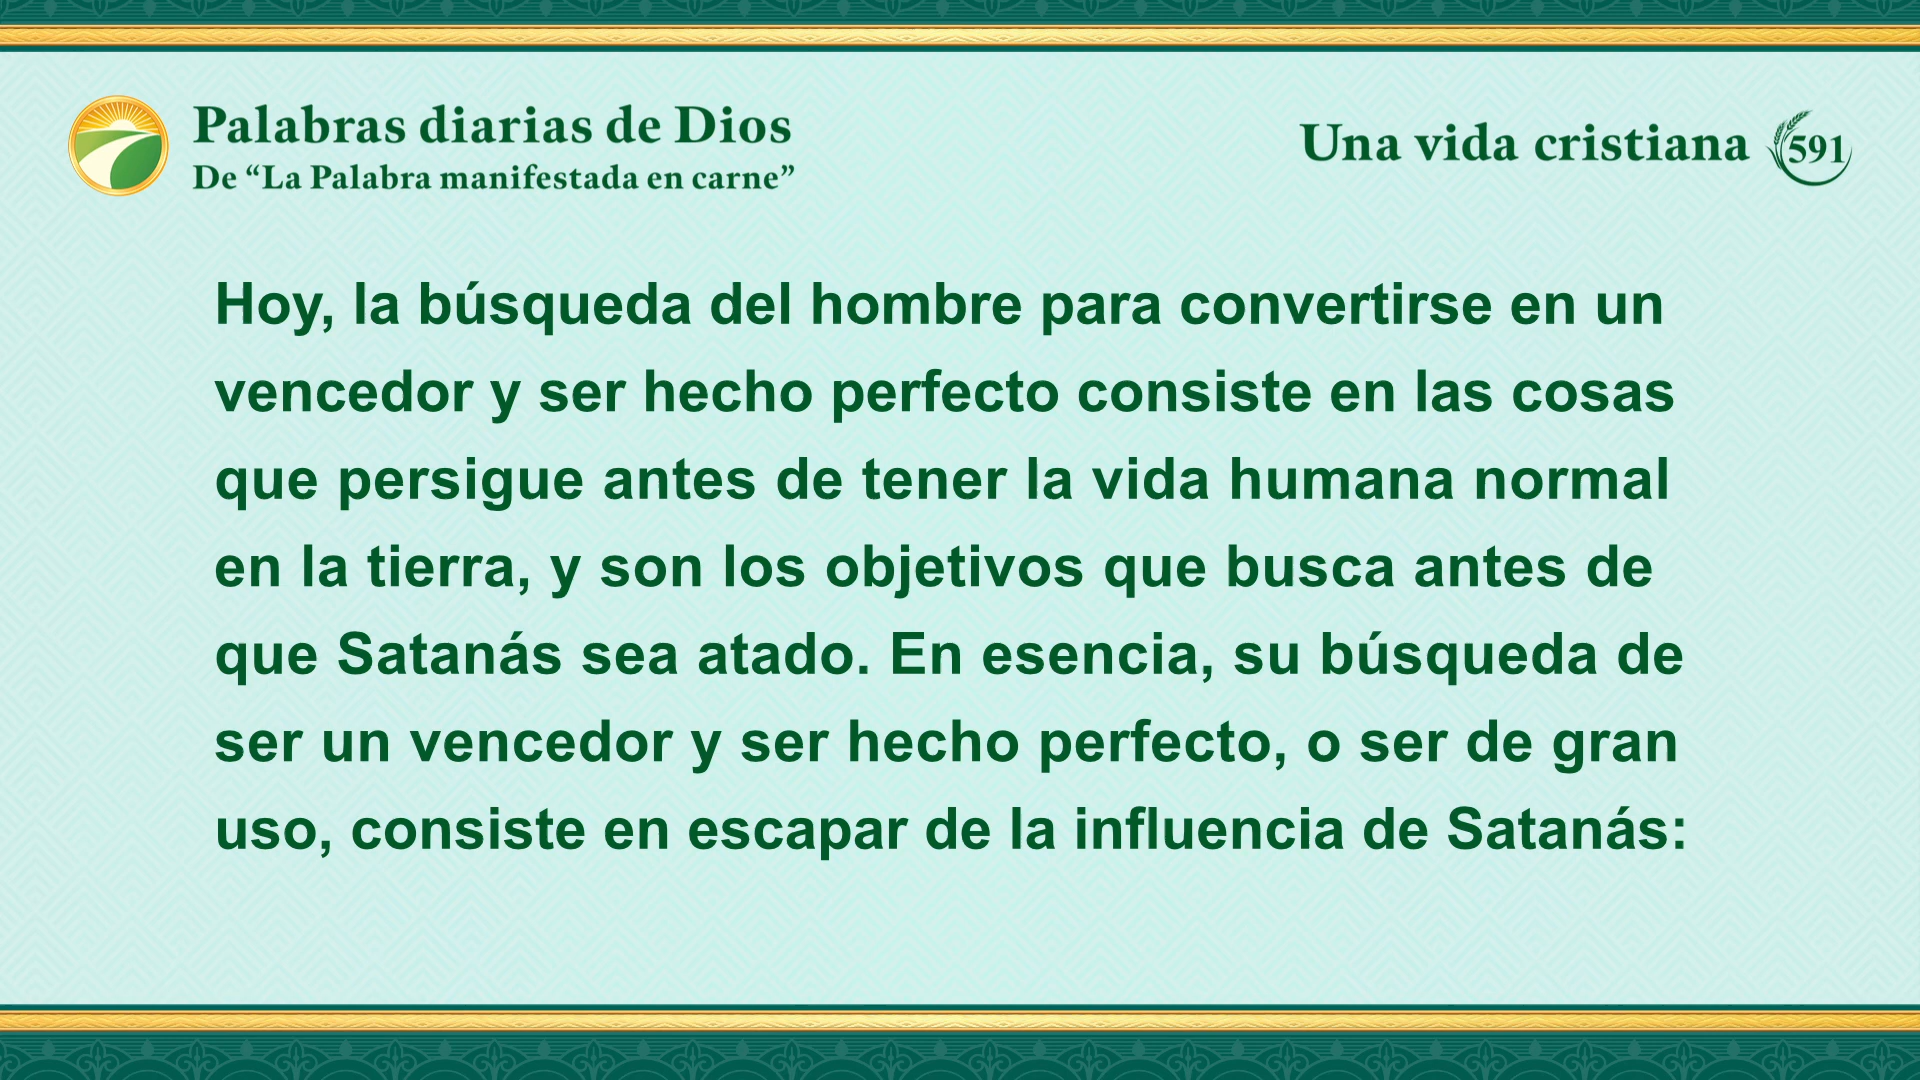 Palabras diarias de Dios
De “La Palabra manifestada en carne”
Una vida cristiana 591
Hoy, la búsqueda del hombre para convertirse en un
vencedor y ser hecho perfecto consiste en las cosas
que persigue antes de tener la vida humana normal
en la tierra, y son los objetivos que busca antes de
que Satanás sea atado. En esencia, su búsqueda de
ser un vencedor y ser hecho perfecto, o ser de gran
uso, consiste en escapar de la influencia de Satanás: